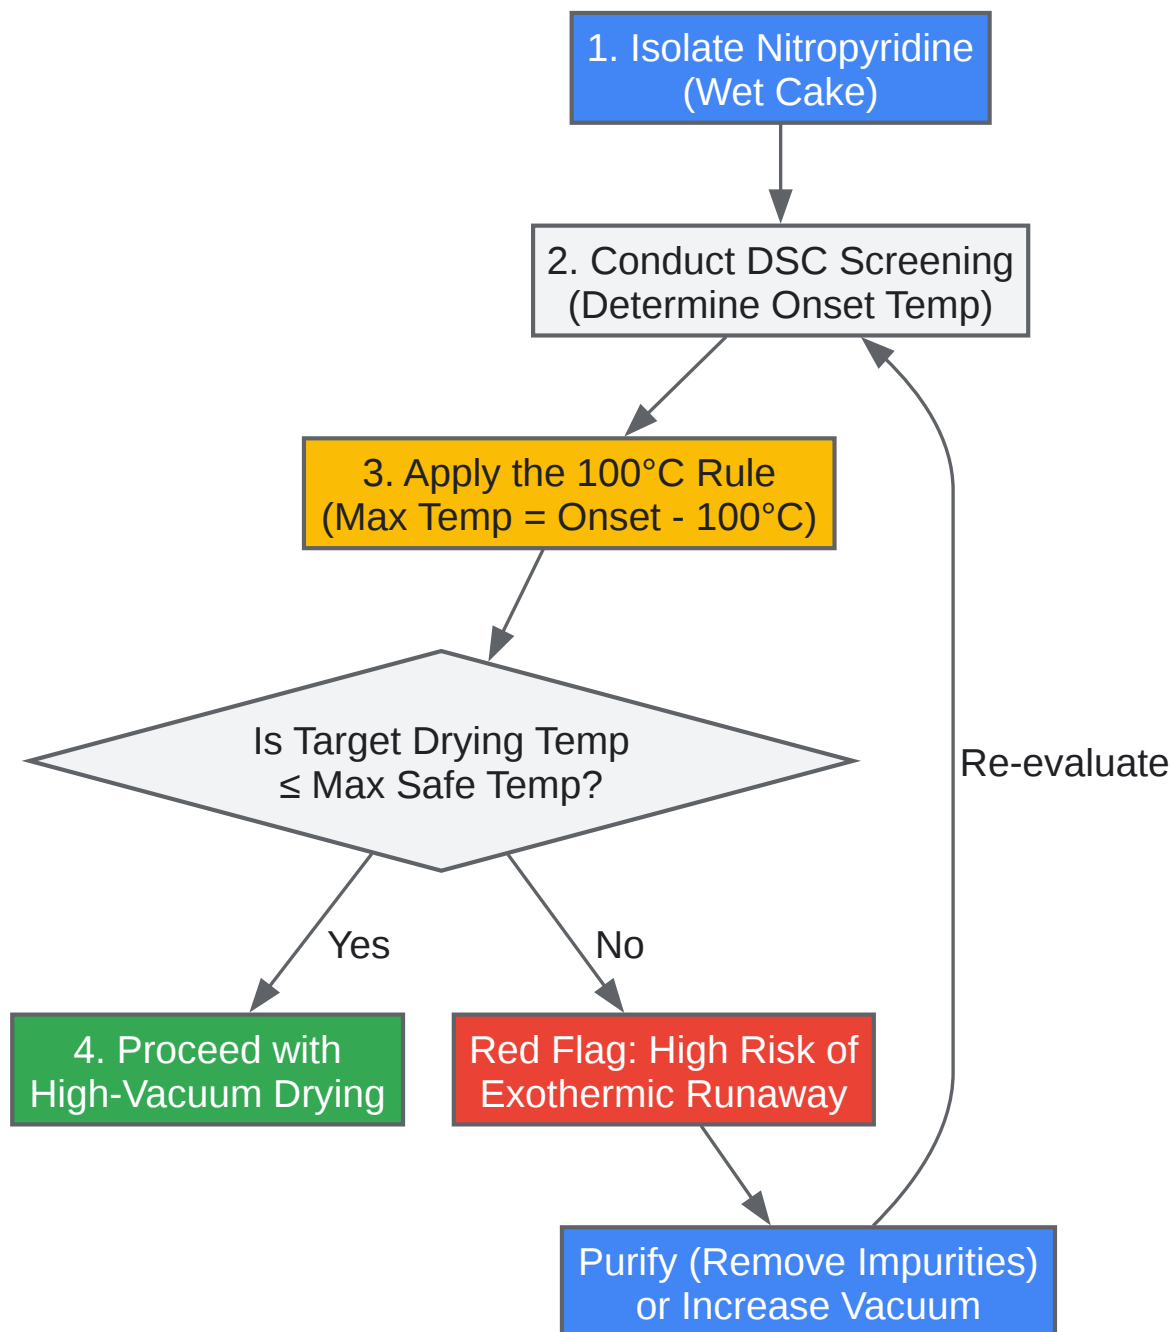 1. Isolate Nitropyridine
(Wet Cake)
2. Conduct DSC Screening
(Determine Onset Temp)
3. Apply the 100°C Rule
(Max Temp = Onset - 100°C)
Is Target Drying Temp
≤ Max Safe Temp?
Re-evaluate
Yes
No
4. Proceed with
High-Vacuum Drying
Red Flag: High Risk of
Exothermic Runaway
Purify (Remove Impurities)
or Increase Vacuum